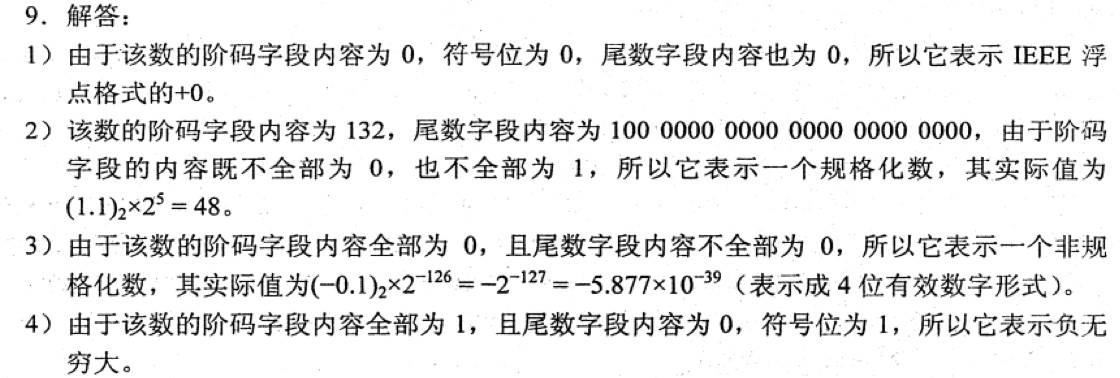 9．解答：
1）由于该数的阶码字段内容为 0，符号位为 0，尾数字段内容也为 0，所以它表示 IEEE 浮
点格式的+0。
2）该数的阶码字段内容为 132，尾数字段内容为 100 0000 0000 0000 0000 0000，由于阶码
字段的内容既不全部为 0，也不全部为 1，所以它表示一个规格化数，其实际值为
(1.1)₂×2⁵ = 48。
3）由于该数的阶码字段内容全部为 0，且尾数字段内容不全部为 0，所以它表示一个非规
格化数，其实际值为(−0.1)₂×2⁻¹²⁶ = −2⁻¹²⁷ = −5.877×10⁻³⁹（表示成 4 位有效数字形式）。
4）由于该数的阶码字段内容全部为 1，且尾数字段内容为 0，符号位为 1，所以它表示负无
穷大。